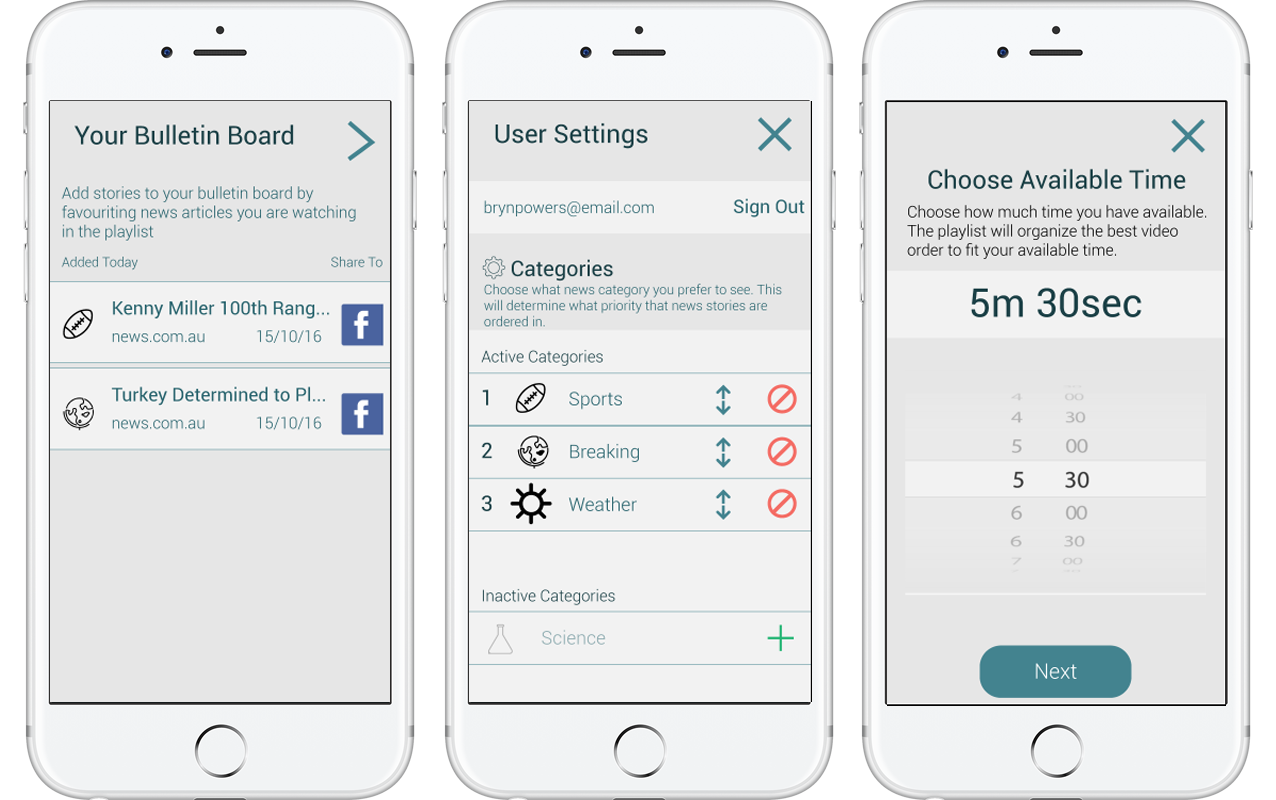 Your Bulletin Board
Add stories to your bulletin board by
favouriting news articles you are watching
in the playlist
Added Today Share To
Kenny Miller 100th Rang...
news.com.au 15/10/16
f
Turkey Determined to Pl...
news.com.au 15/10/16
f
User Settings
brynpowers@email.com Sign Out
Categories
Choose what news category you prefer to see. This
will determine what priority that news stories are
ordered in.
Active Categories
1 Sports
2 Breaking
3 Weather
Inactive Categories
Science
Choose Available Time
Choose how much time you have available.
The playlist will organize the best video
order to fit your available time.
5m 30sec
4 00
4 30
5 00
5 30
6 00
6 30
7 00
Next